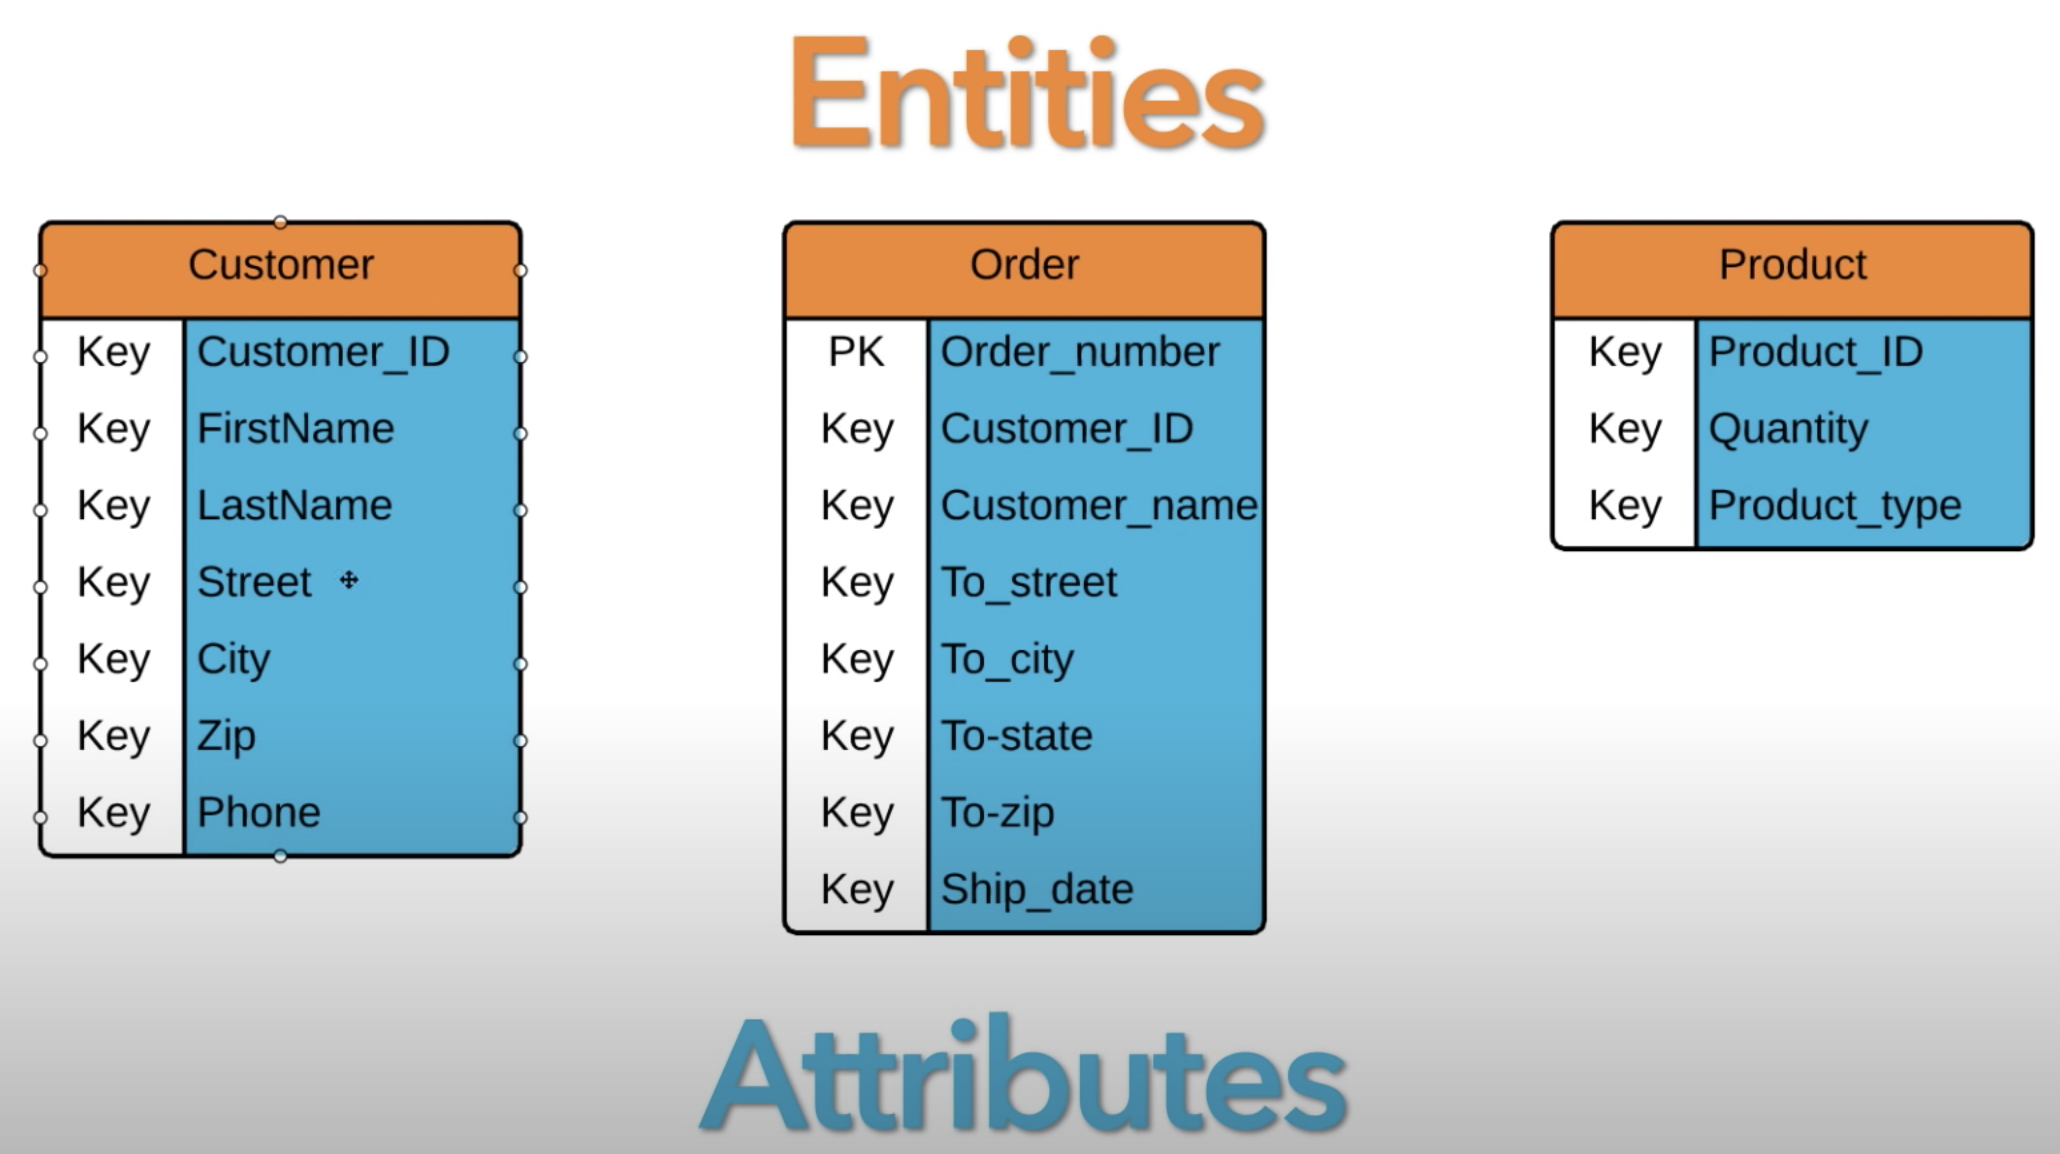 Entities
Customer
Key Customer_ID
Key FirstName
Key LastName
Key Street
Key City
Key Zip
Key Phone
Order
PK Order_number
Key Customer_ID
Key Customer_name
Key To_street
Key To_city
Key To-state
Key To-zip
Key Ship_date
Product
Key Product_ID
Key Quantity
Key Product_type
Attributes